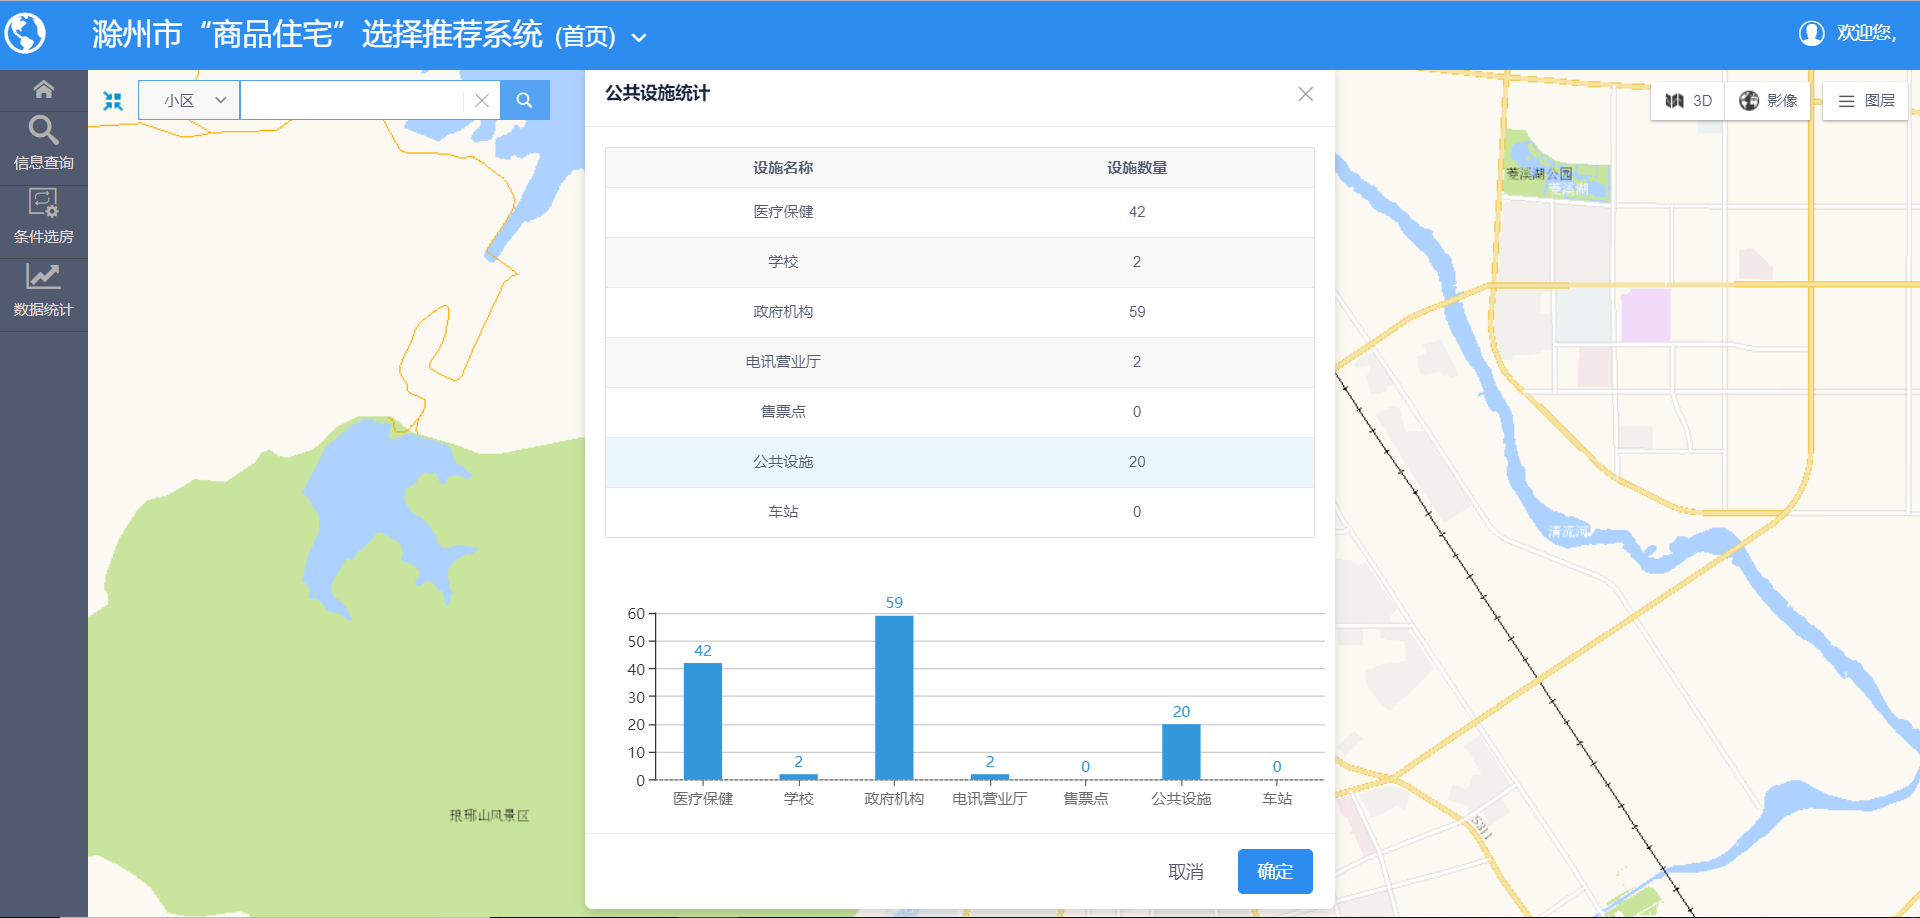 滁州市“商品住宅”选择推荐系统 (首页)
欢迎您,
小区
3D
影像
图层
信息查询
条件选房
数据统计
公共设施统计
设施名称 设施数量
医疗保健 42
学校 2
政府机构 59
电讯营业厅 2
售票点 0
公共设施 20
车站 0
60
50
40
30
20
10
0
42
2
59
2
0
20
0
医疗保健 学校 政府机构 电讯营业厅 售票点 公共设施 车站
取消 确定
琅琊山风景区
菱溪湖公园
菱溪湖
清流河
S311